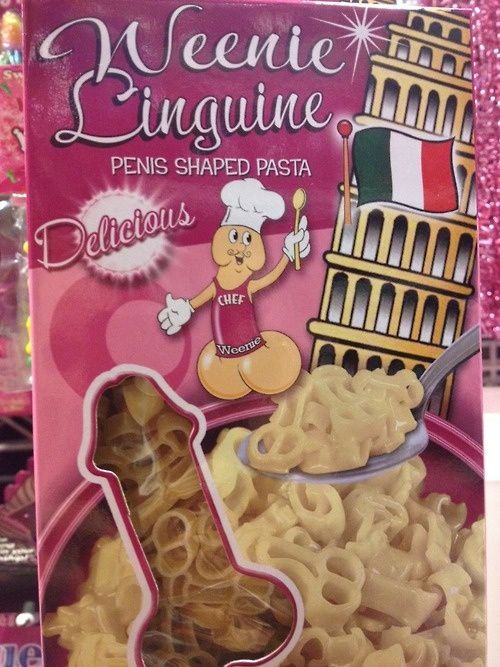 Weenie
Linguine
PENIS SHAPED PASTA
Delicious
CHEF
Weenie